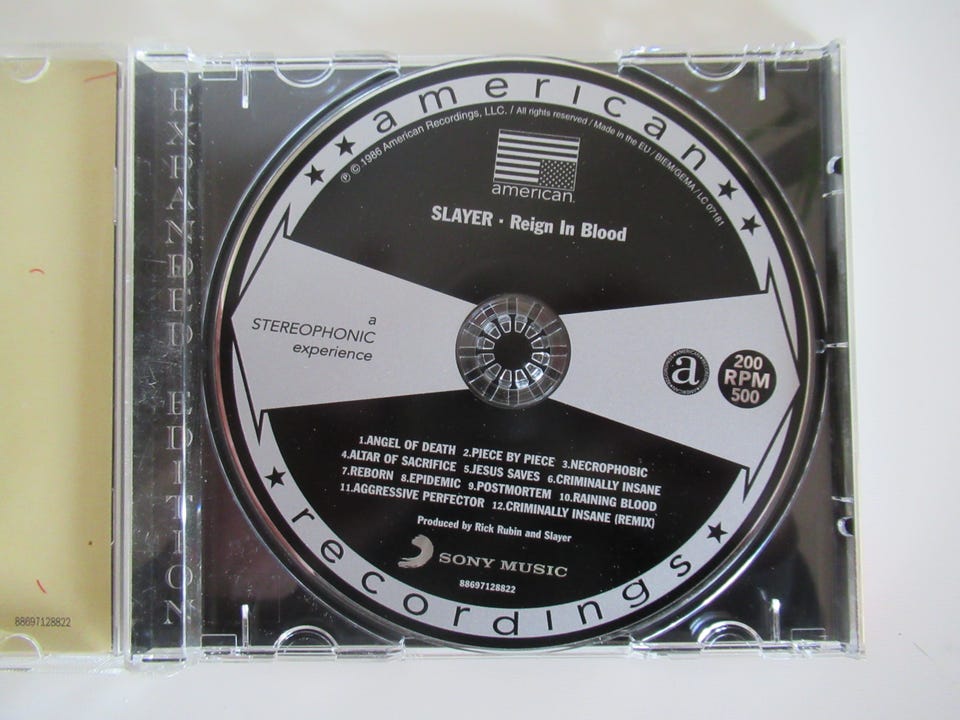 EXPANDED EDITION
american
℗ © 1986 American Recordings, LLC. / All rights reserved / Made in the EU / BIEM/GEMA / LC 07181
american
SLAYER · Reign In Blood
a
STEREOPHONIC
experience
a
200
RPM
500
1.ANGEL OF DEATH 2.PIECE BY PIECE 3.NECROPHOBIC
4.ALTAR OF SACRIFICE 5.JESUS SAVES 6.CRIMINALLY INSANE
7.REBORN 8.EPIDEMIC 9.POSTMORTEM 10.RAINING BLOOD
11.AGGRESSIVE PERFECTOR 12.CRIMINALLY INSANE (REMIX)
Produced by Rick Rubin and Slayer
SONY MUSIC
88697128822
recordings
88697128822